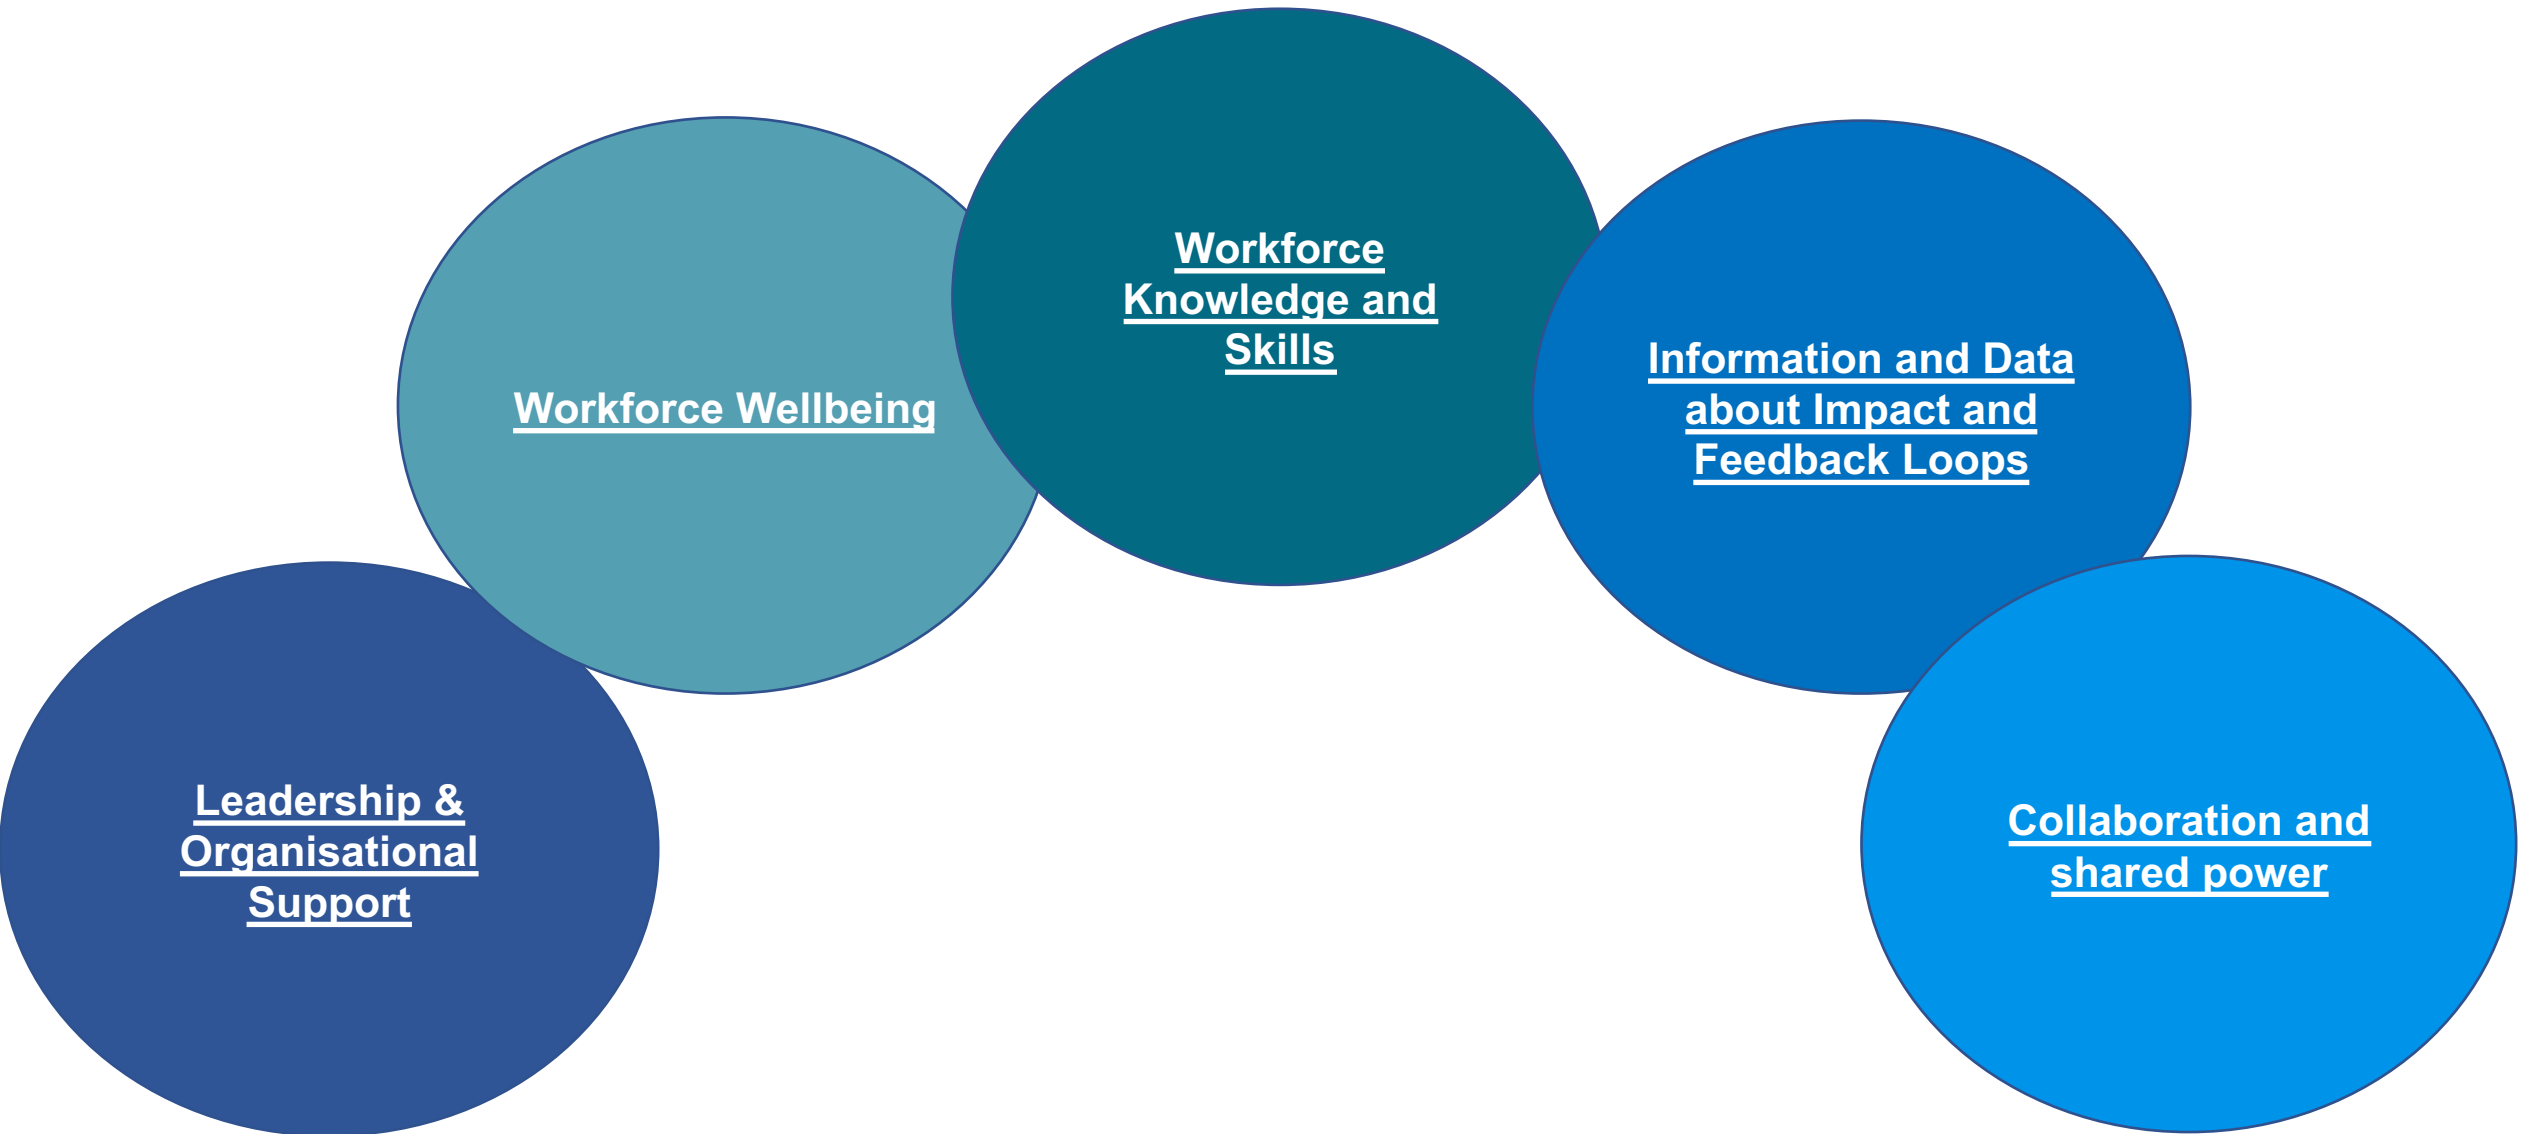 Leadership &
Organisational
Support
Workforce Wellbeing
Workforce
Knowledge and
Skills
Information and Data
about Impact and
Feedback Loops
Collaboration and
shared power